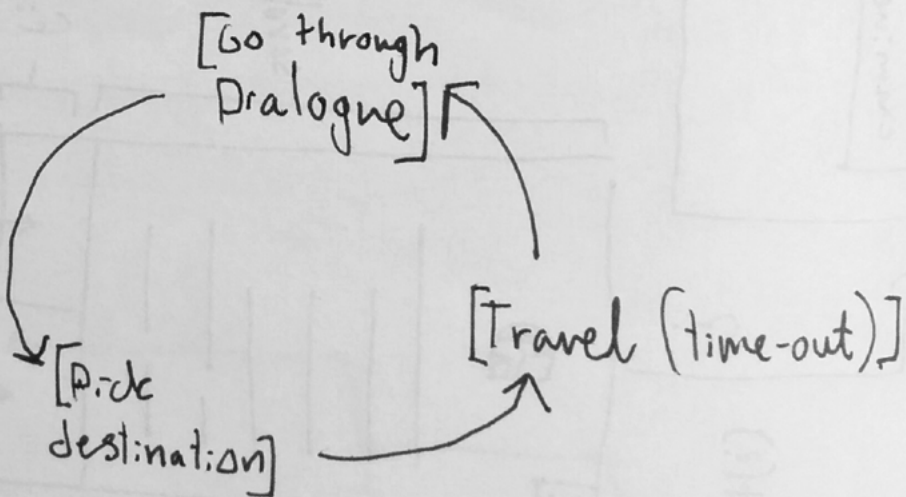 [Go through
Dialogue]
[Travel (time-out)]
[Pick
destination]